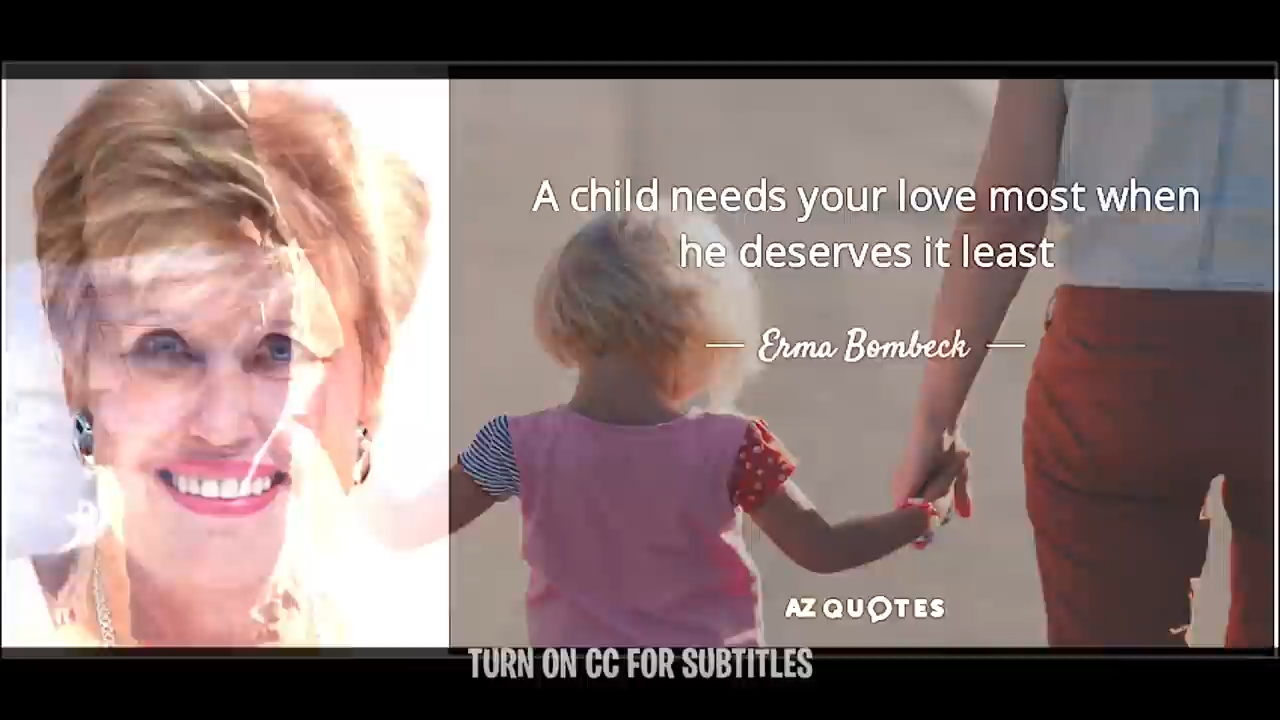 A child needs your love most when
he deserves it least
Erma Bombeck
AZ QUOTES
TURN ON CC FOR SUBTITLES